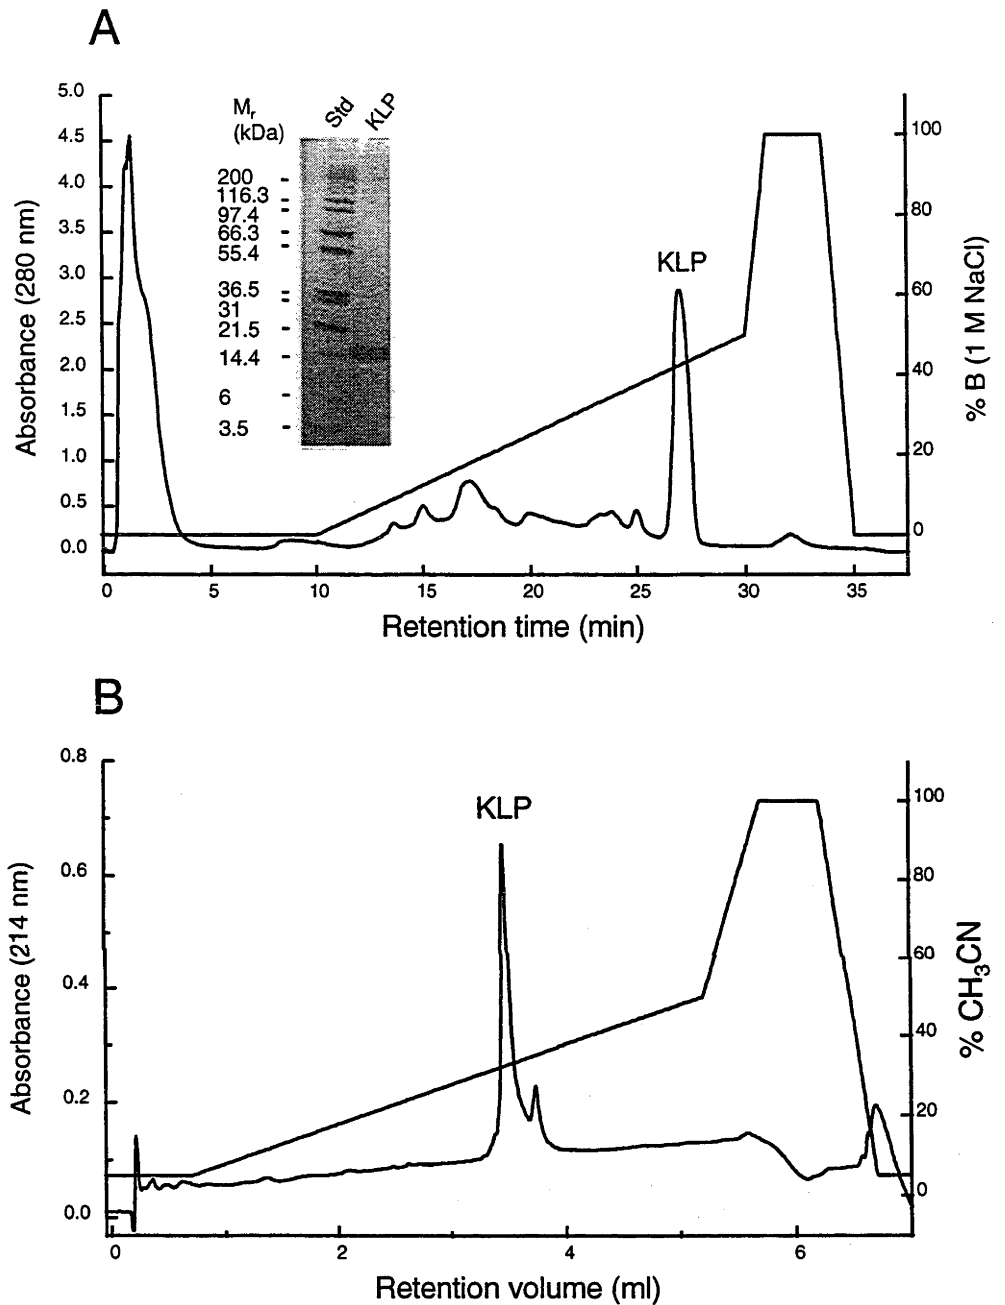 A
5.0
4.5
4.0
3.5
3.0
2.5
2.0
1.5
1.0
0.5
0.0
Absorbance (280 nm)
Mr
(kDa)
Std
KLP
200
116.3
97.4
66.3
55.4
36.5
31
21.5
14.4
6
3.5
KLP
100
80
60
40
20
0
% B (1 M NaCl)
0 5 10 15 20 25 30 35
Retention time (min)
B
0.8
0.6
0.4
0.2
0.0
Absorbance (214 nm)
KLP
100
80
60
40
20
0
% CH3CN
0 2 4 6
Retention volume (ml)